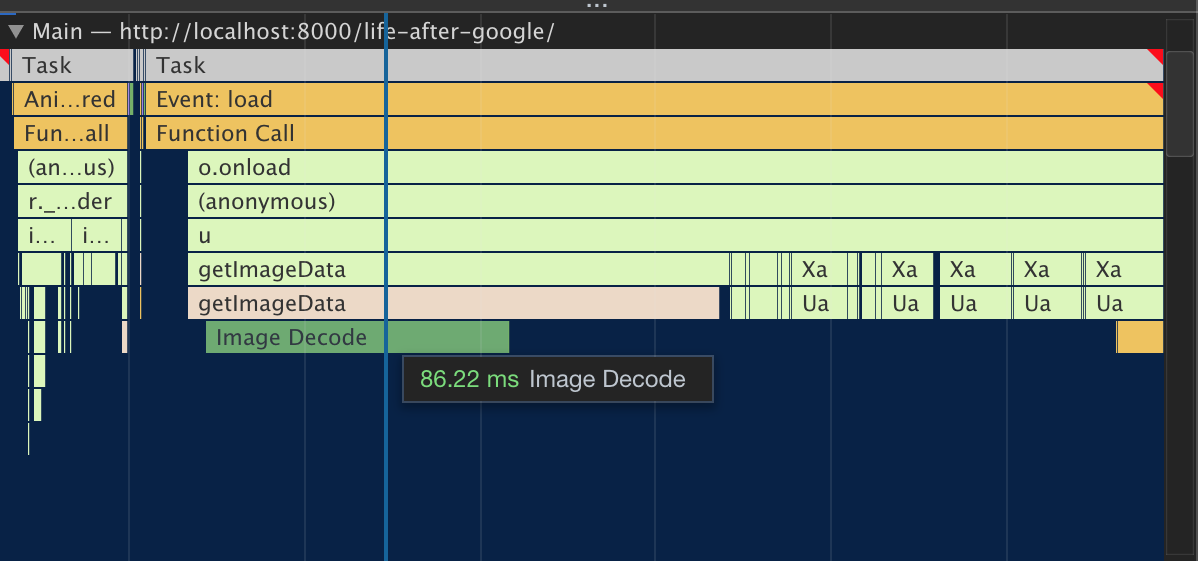 ...
▼ Main — http://localhost:8000/life-after-google/
Task Task
Ani...red Event: load
Fun...all Function Call
(an...us) o.onload
r._...der (anonymous)
i... i... u
getImageData Xa Xa Xa Xa Xa
getImageData Ua Ua Ua Ua Ua
Image Decode
86.22 ms Image Decode